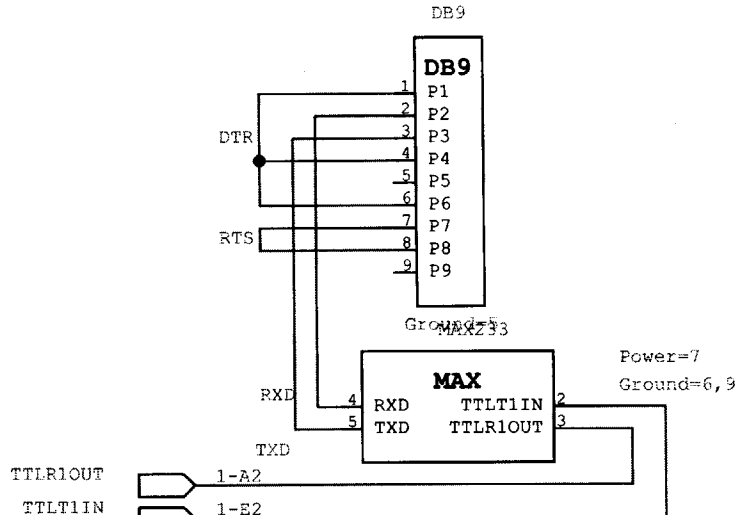 DB9
DB9
1 P1
2 P2
DTR 3 P3
4 P4
5 P5
6 P6
7 P7
RTS 8 P8
9 P9
Ground=5
MAX233
Power=7
MAX
Ground=6,9
RXD 4 RXD TTLT1IN 2
5 TXD TTLR1OUT 3
TXD
TTLR1OUT 1-A2
TTLT1IN 1-E2